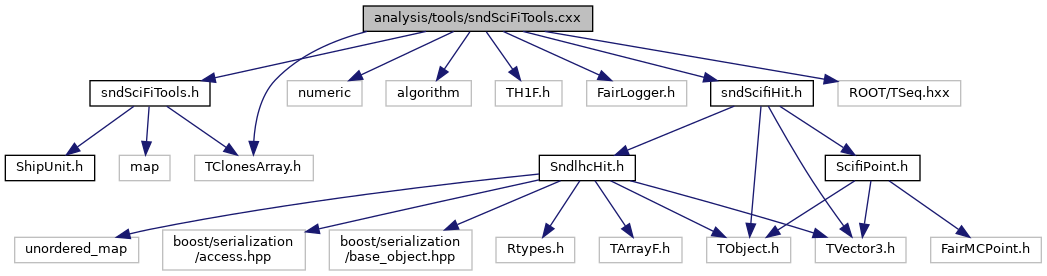 analysis/tools/sndSciFiTools.cxx
sndSciFiTools.h
numeric
algorithm
TH1F.h
FairLogger.h
sndScifiHit.h
ROOT/TSeq.hxx
ShipUnit.h
map
TClonesArray.h
SndlhcHit.h
ScifiPoint.h
unordered_map
boost/serialization
/access.hpp
boost/serialization
/base_object.hpp
Rtypes.h
TArrayF.h
TObject.h
TVector3.h
FairMCPoint.h